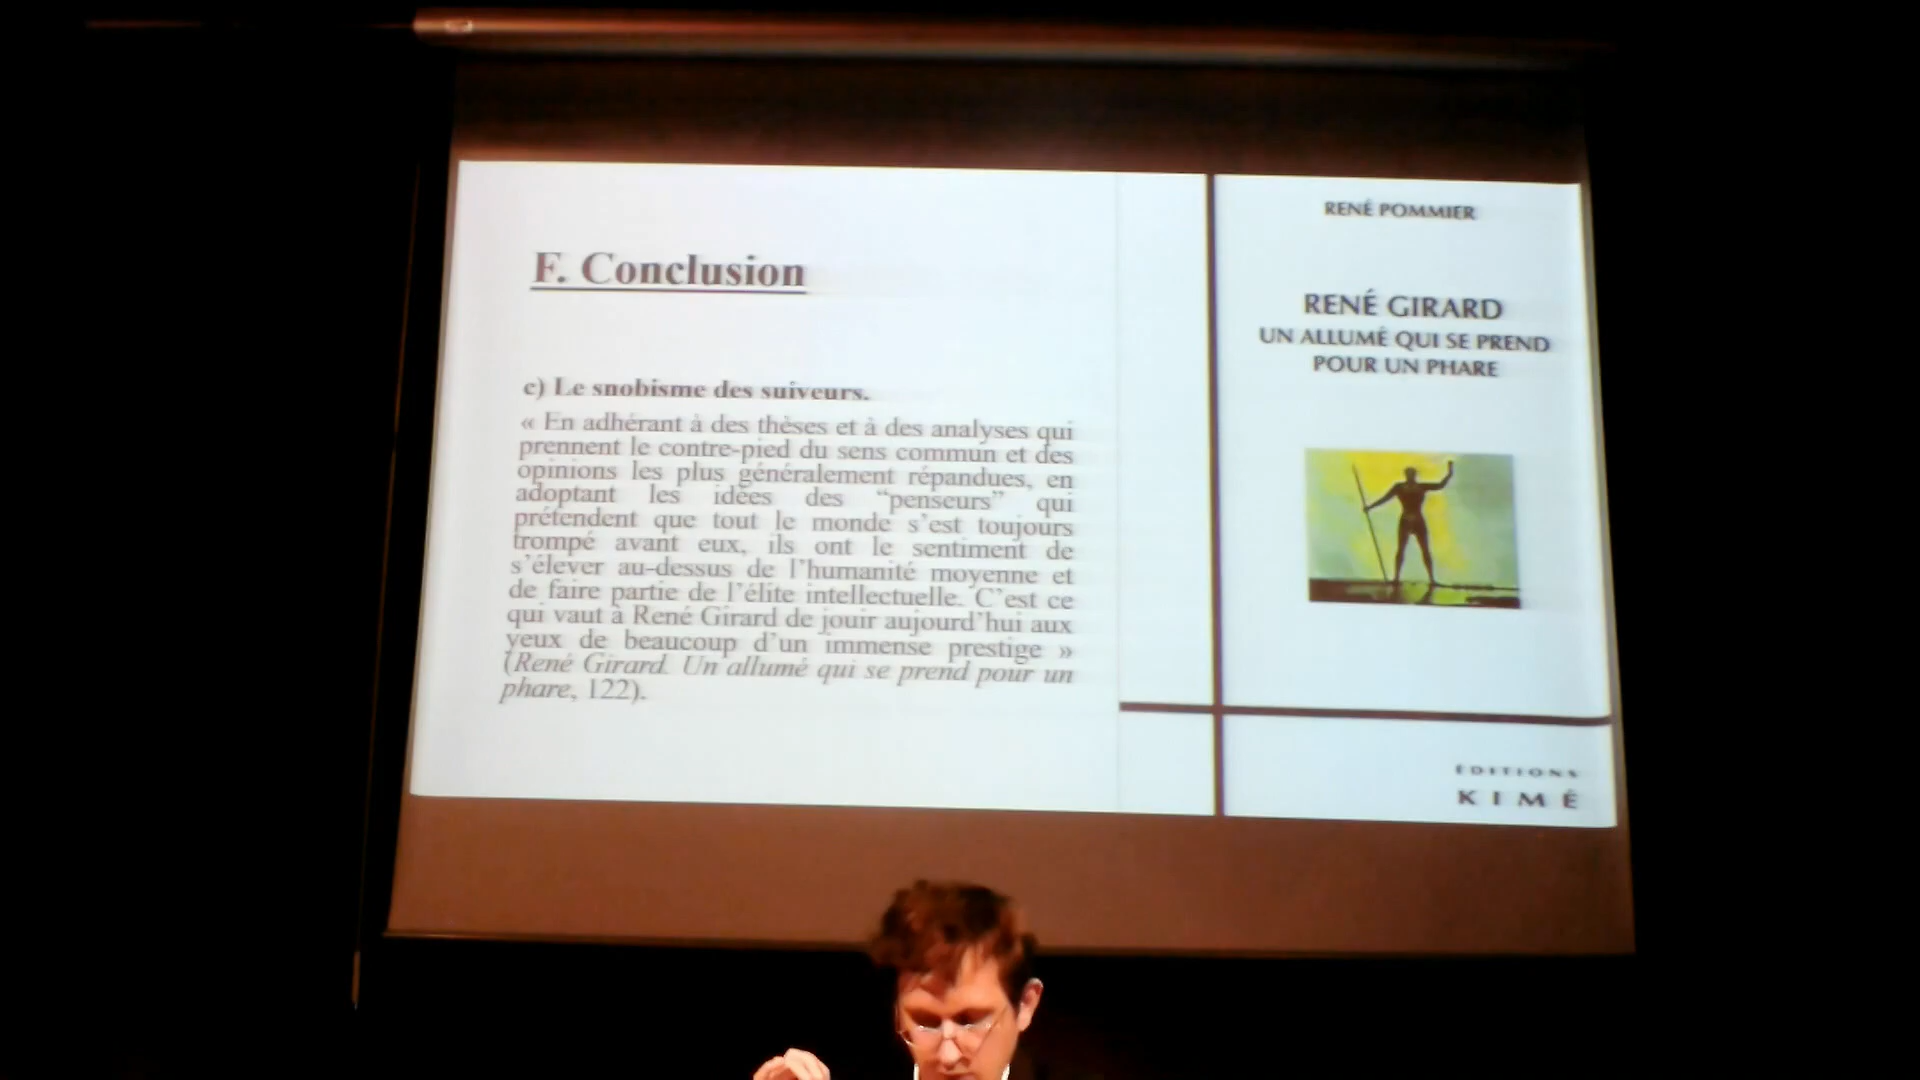 F. Conclusion
c) Le snobisme des suiveurs.
« En adhérant à des thèses et à des analyses qui
prennent le contre-pied du sens commun et des
opinions les plus généralement répandues, en
adoptant les idées des “penseurs” qui
prétendent que tout le monde s’est toujours
trompé avant eux, ils ont le sentiment de
s’élever au-dessus de l’humanité moyenne et
de faire partie de l’élite intellectuelle. C’est ce
qui vaut à René Girard de jouir aujourd’hui aux
yeux de beaucoup d’un immense prestige »
(René Girard. Un allumé qui se prend pour un
phare, 122).
RENÉ POMMIER
RENÉ GIRARD
UN ALLUMÉ QUI SE PREND
POUR UN PHARE
ÉDITIONS
KIMÉ